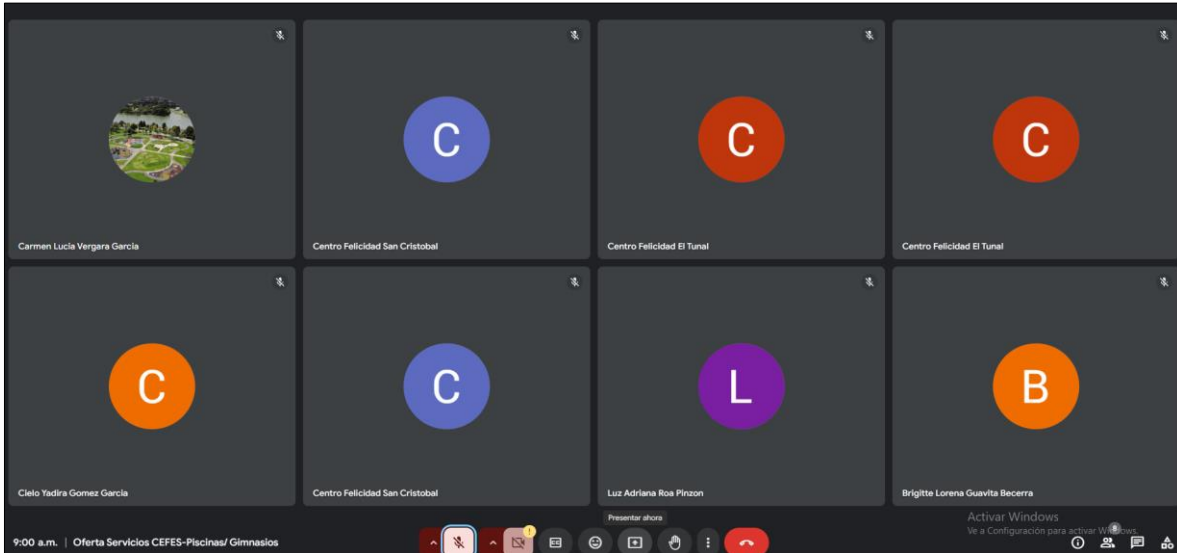 Carmen Lucia Vergara Garcia
C
Centro Felicidad San Cristobal
C
Centro Felicidad El Tunal
C
Centro Felicidad El Tunal
C
Cielo Yadira Gomez Garcia
C
Centro Felicidad San Cristobal
L
Luz Adriana Roa Pinzon
B
Brigitte Lorena Guavita Becerra
Presentar ahora
Activar Windows
Ve a Configuración para activar Windows.
9:00 a.m. | Oferta Servicios CEFES-Piscinas/ Gimnasios
!
CC
8